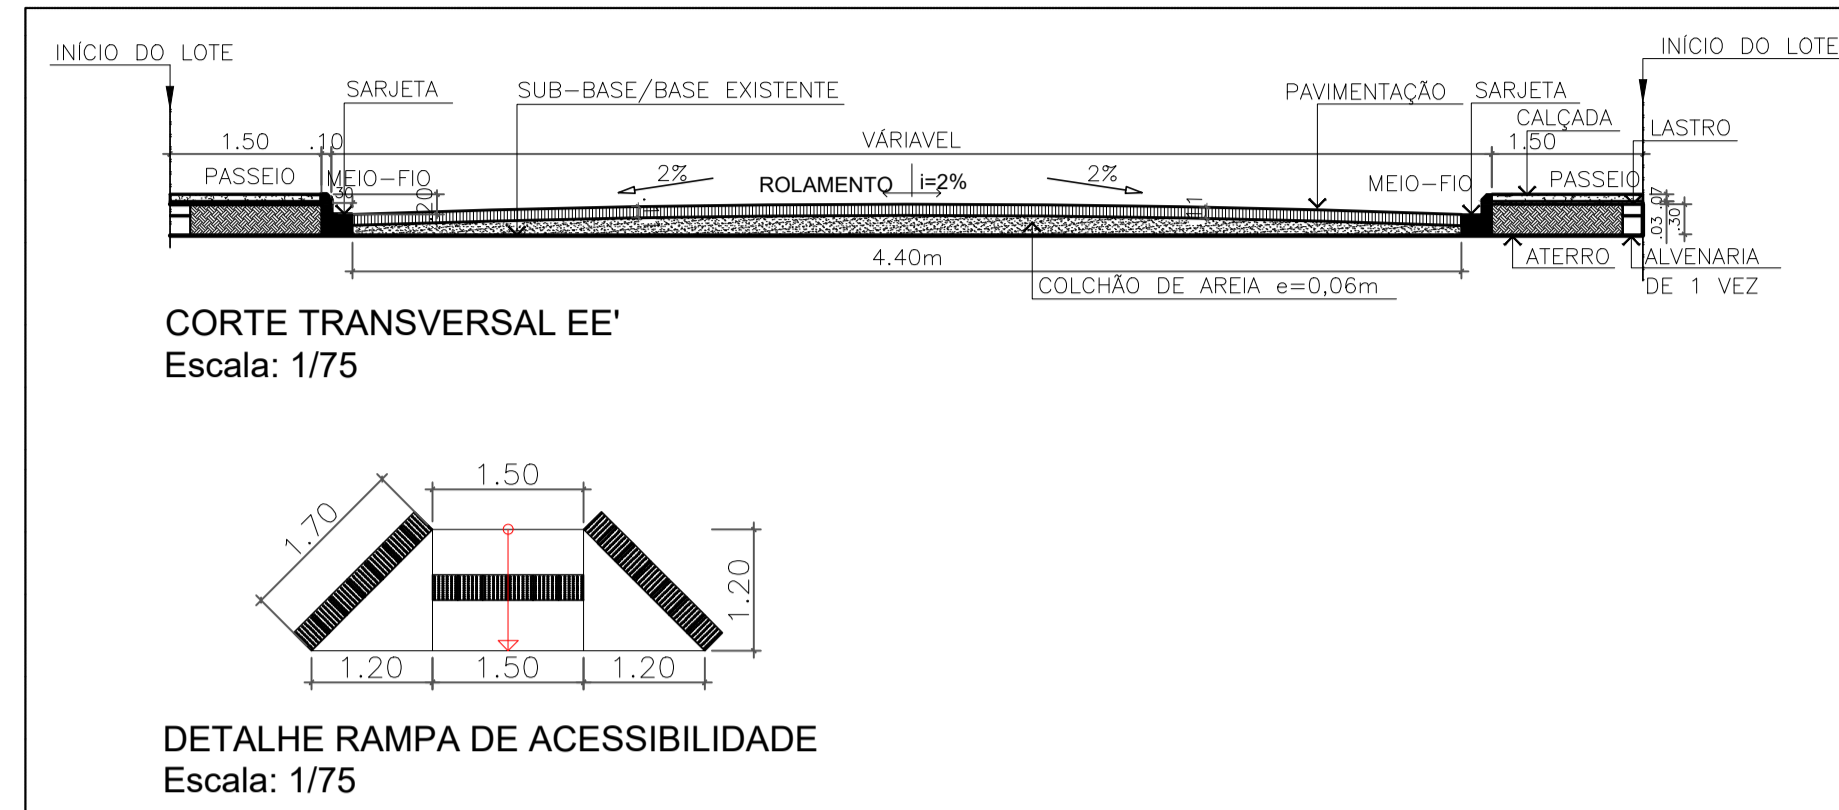 INÍCIO DO LOTE
INÍCIO DO LOTE
SARJETA
SUB-BASE/BASE EXISTENTE
PAVIMENTAÇÃO
SARJETA
CALÇADA
LASTRO
1.50
.10
VÁRIAVEL
1.50
PASSEIO
MEIO-FIO
2%
ROLAMENTO
i=2%
2%
MEIO-FIO
PASSEIO
.07
.03
.30
4.40m
ATERRO
ALVENARIA
DE 1 VEZ
COLCHÃO DE AREIA e=0,06m
CORTE TRANSVERSAL EE'
Escala: 1/75
1.50
1.70
1.20
1.20
1.50
1.20
DETALHE RAMPA DE ACESSIBILIDADE
Escala: 1/75